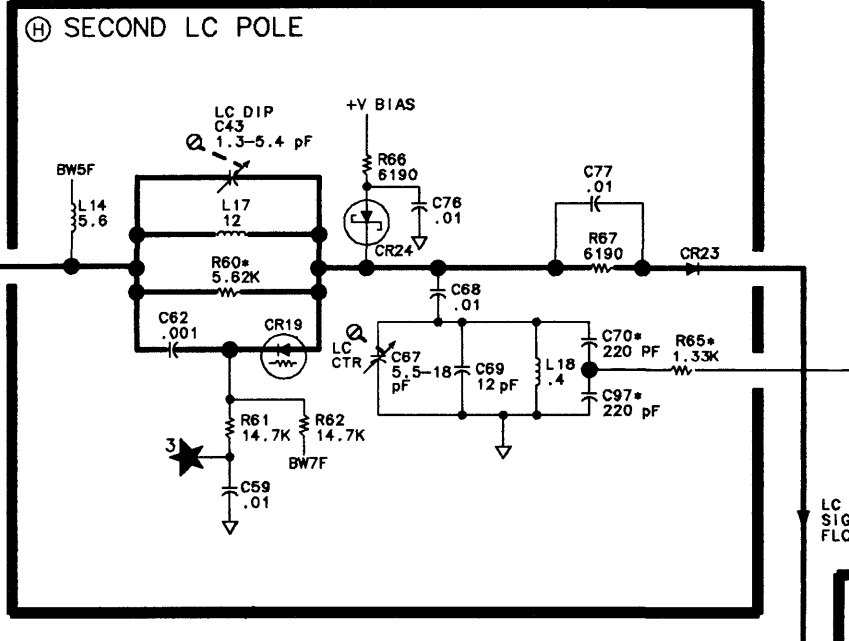 Ⓗ SECOND LC POLE
+V BIAS
LC DIP
C43
1.3-5.4 pF
R66
6190
C77
.01
BW5F
L14
5.6
L17
12
C76
.01
CR24
R67
6190
CR23
R60*
5.62K
C68
.01
C62
.001
CR19
LC
CTR
C67
5.5-18
pF
C69
12 pF
L18
.4
C70*
220 PF
R65*
1.33K
C97*
220 pF
R61
14.7K
R62
14.7K
3
BW7F
C59
.01
LC
SIG
FLO